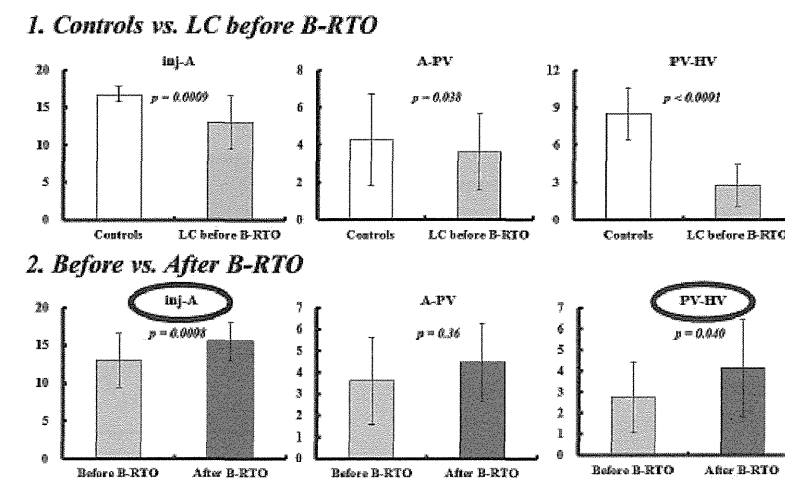 1. Controls vs. LC before B-RTO
inj-A
A-PV
PV-HV
20
15
10
5
0
p = 0.0009
Controls
LC before B-RTO
8
6
4
2
0
p = 0.038
Controls
LC before B-RTO
12
9
6
3
0
p < 0.0001
Controls
LC before B-RTO
2. Before vs. After B-RTO
inj-A
A-PV
PV-HV
20
15
10
5
0
p = 0.0008
Before B-RTO
After B-RTO
7
6
5
4
3
2
1
0
p = 0.36
Before B-RTO
After B-RTO
7
6
5
4
3
2
1
0
p = 0.040
Before B-RTO
After B-RTO